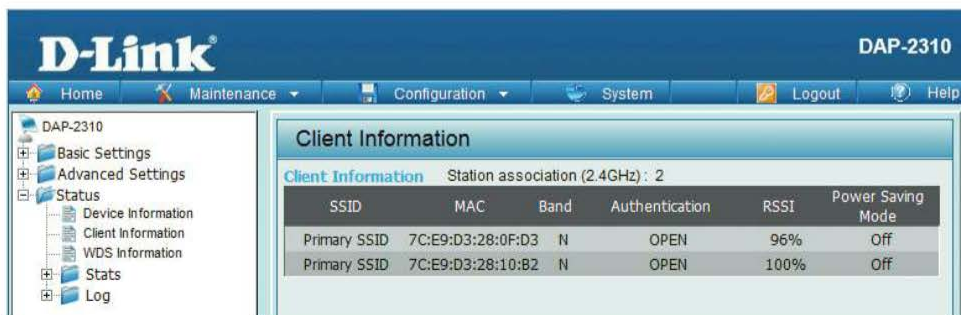 D-Link®
DAP-2310
Home Maintenance Configuration System Logout Help
DAP-2310
Basic Settings
Advanced Settings
Status
Device Information
Client Information
WDS Information
Stats
Log
Client Information
Client Information Station association (2.4GHz) : 2
SSID MAC Band Authentication RSSI Power Saving Mode
Primary SSID 7C:E9:D3:28:0F:D3 N OPEN 96% Off
Primary SSID 7C:E9:D3:28:10:B2 N OPEN 100% Off